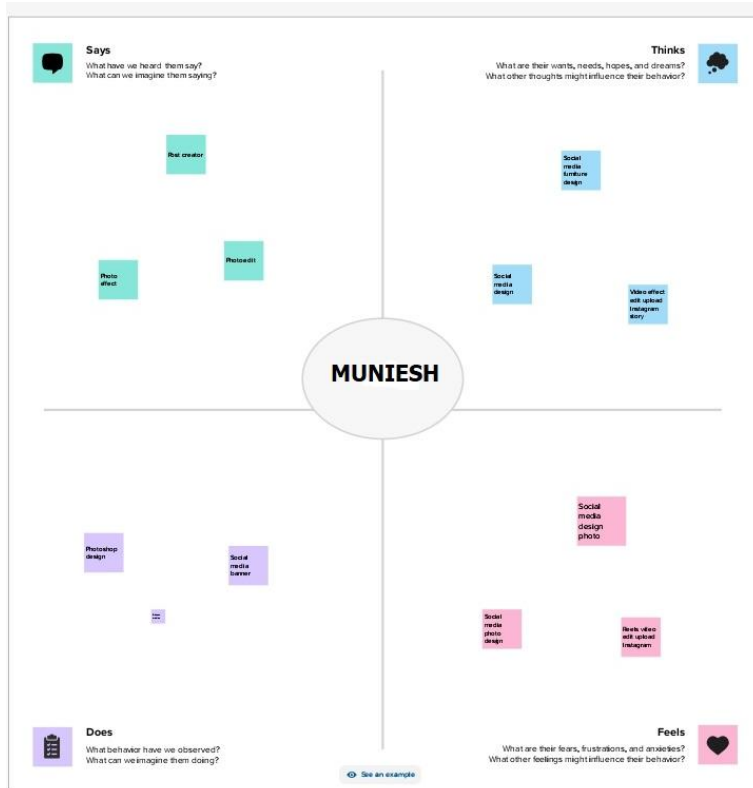 Says
What have we heard them say?
What can we imagine them saying?
Thinks
What are their wants, needs, hopes, and dreams?
What other thoughts might influence their behavior?
Post creator
Photo
effect
Photo edit
Social
media
furniture
design
Social
media
design
Video effect
edit upload
Instagram
story
MUNIESH
Photoshop
design
Social
media
banner
Social
media
design
photo
Social
media
photo
design
Reels video
edit upload
Instagram
Does
What behavior have we observed?
What can we imagine them doing?
Feels
What are their fears, frustrations, and anxieties?
What other feelings might influence their behavior?
See an example